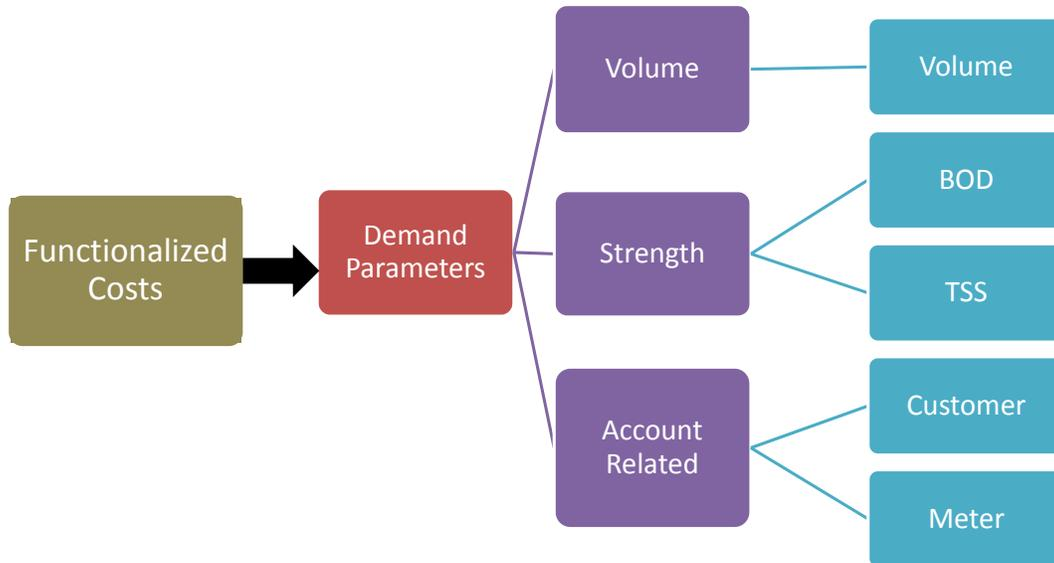 Functionalized
Costs
Demand
Parameters
Volume
Strength
Account
Related
Volume
BOD
TSS
Customer
Meter